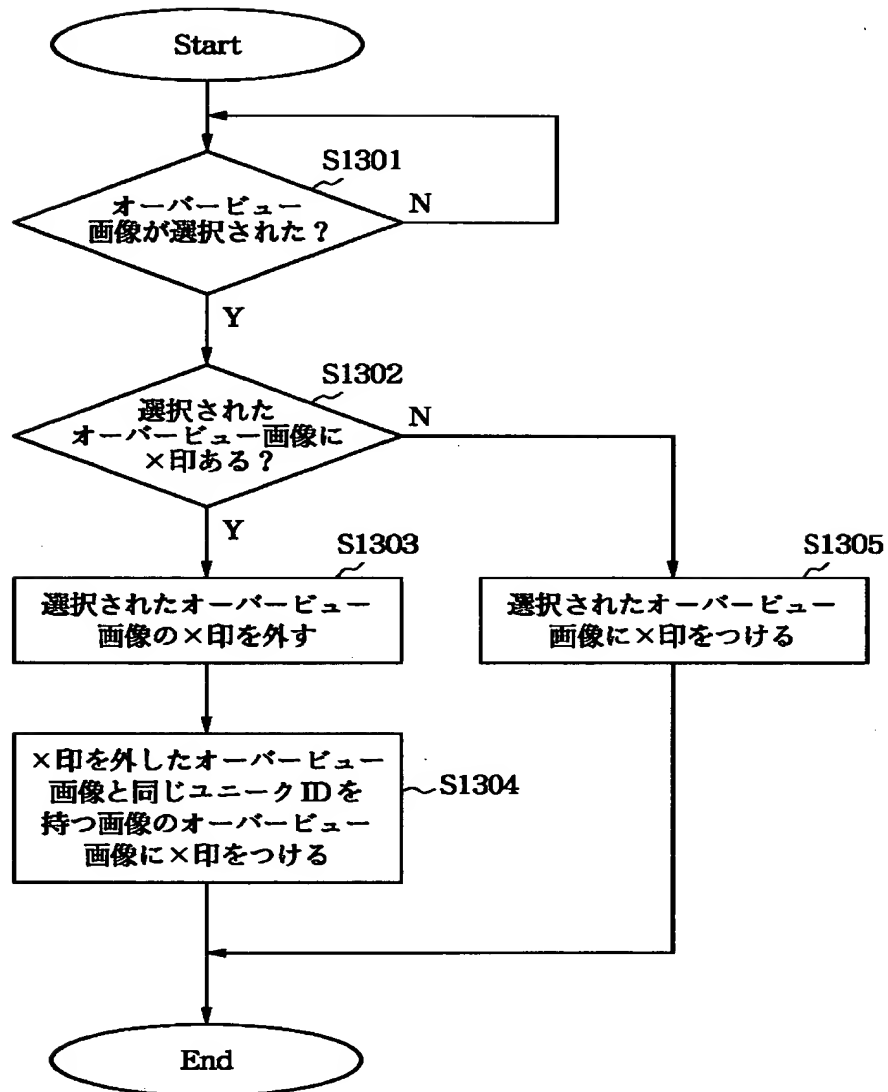 Start
S1301
オーバービュー
画像が選択された？
N
Y
S1302
選択された
オーバービュー画像に
×印ある？
N
Y
S1303
選択されたオーバービュー
画像の×印を外す
S1305
選択されたオーバービュー
画像に×印をつける
×印を外したオーバービュー
画像と同じユニークIDを
持つ画像のオーバービュー
画像に×印をつける
S1304
End